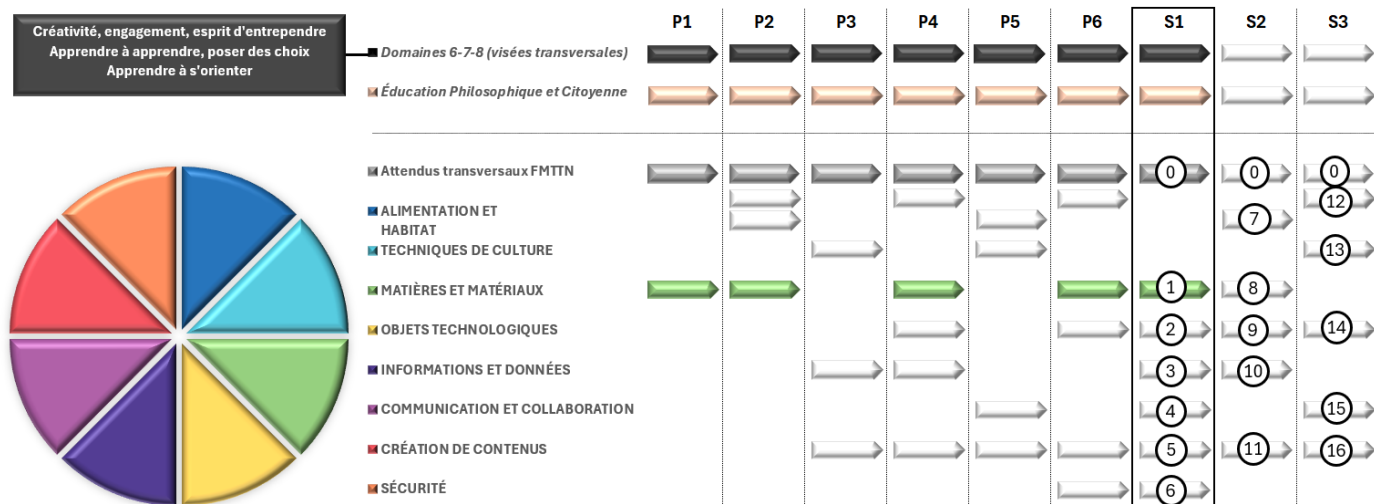 P1 P2 P3 P4 P5 P6 S1 S2 S3
Créativité, engagement, esprit d'entrependre
Apprendre à apprendre, poser des choix
Apprendre à s'orienter
Domaines 6-7-8 (visées transversales)
Éducation Philosophique et Citoyenne
Attendus transversaux FMTTN 0 0 0
12
ALIMENTATION ET
HABITAT
7
TECHNIQUES DE CULTURE 13
MATIÈRES ET MATÉRIAUX 1 8
OBJETS TECHNOLOGIQUES 2 9 14
INFORMATIONS ET DONNÉES 3 10
COMMUNICATION ET COLLABORATION 4 15
CRÉATION DE CONTENUS 5 11 16
SÉCURITÉ 6